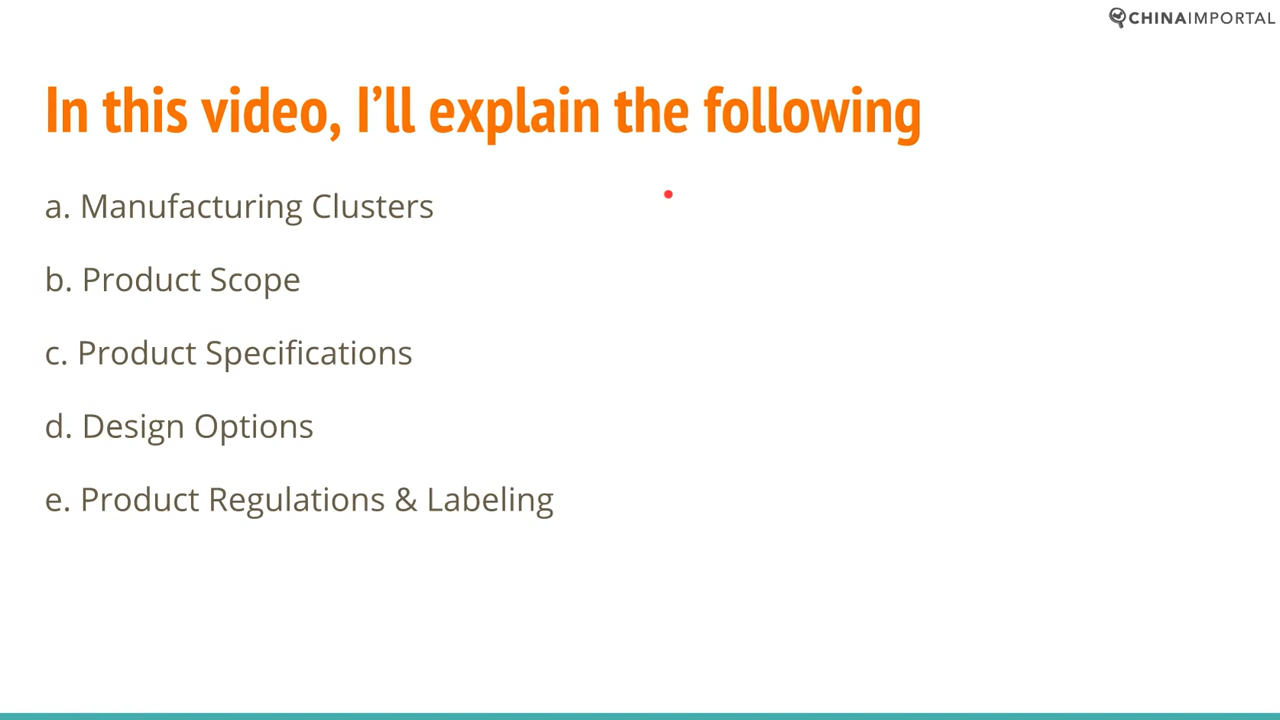 CHINAIMPORTAL
In this video, I’ll explain the following
a. Manufacturing Clusters
b. Product Scope
c. Product Specifications
d. Design Options
e. Product Regulations & Labeling